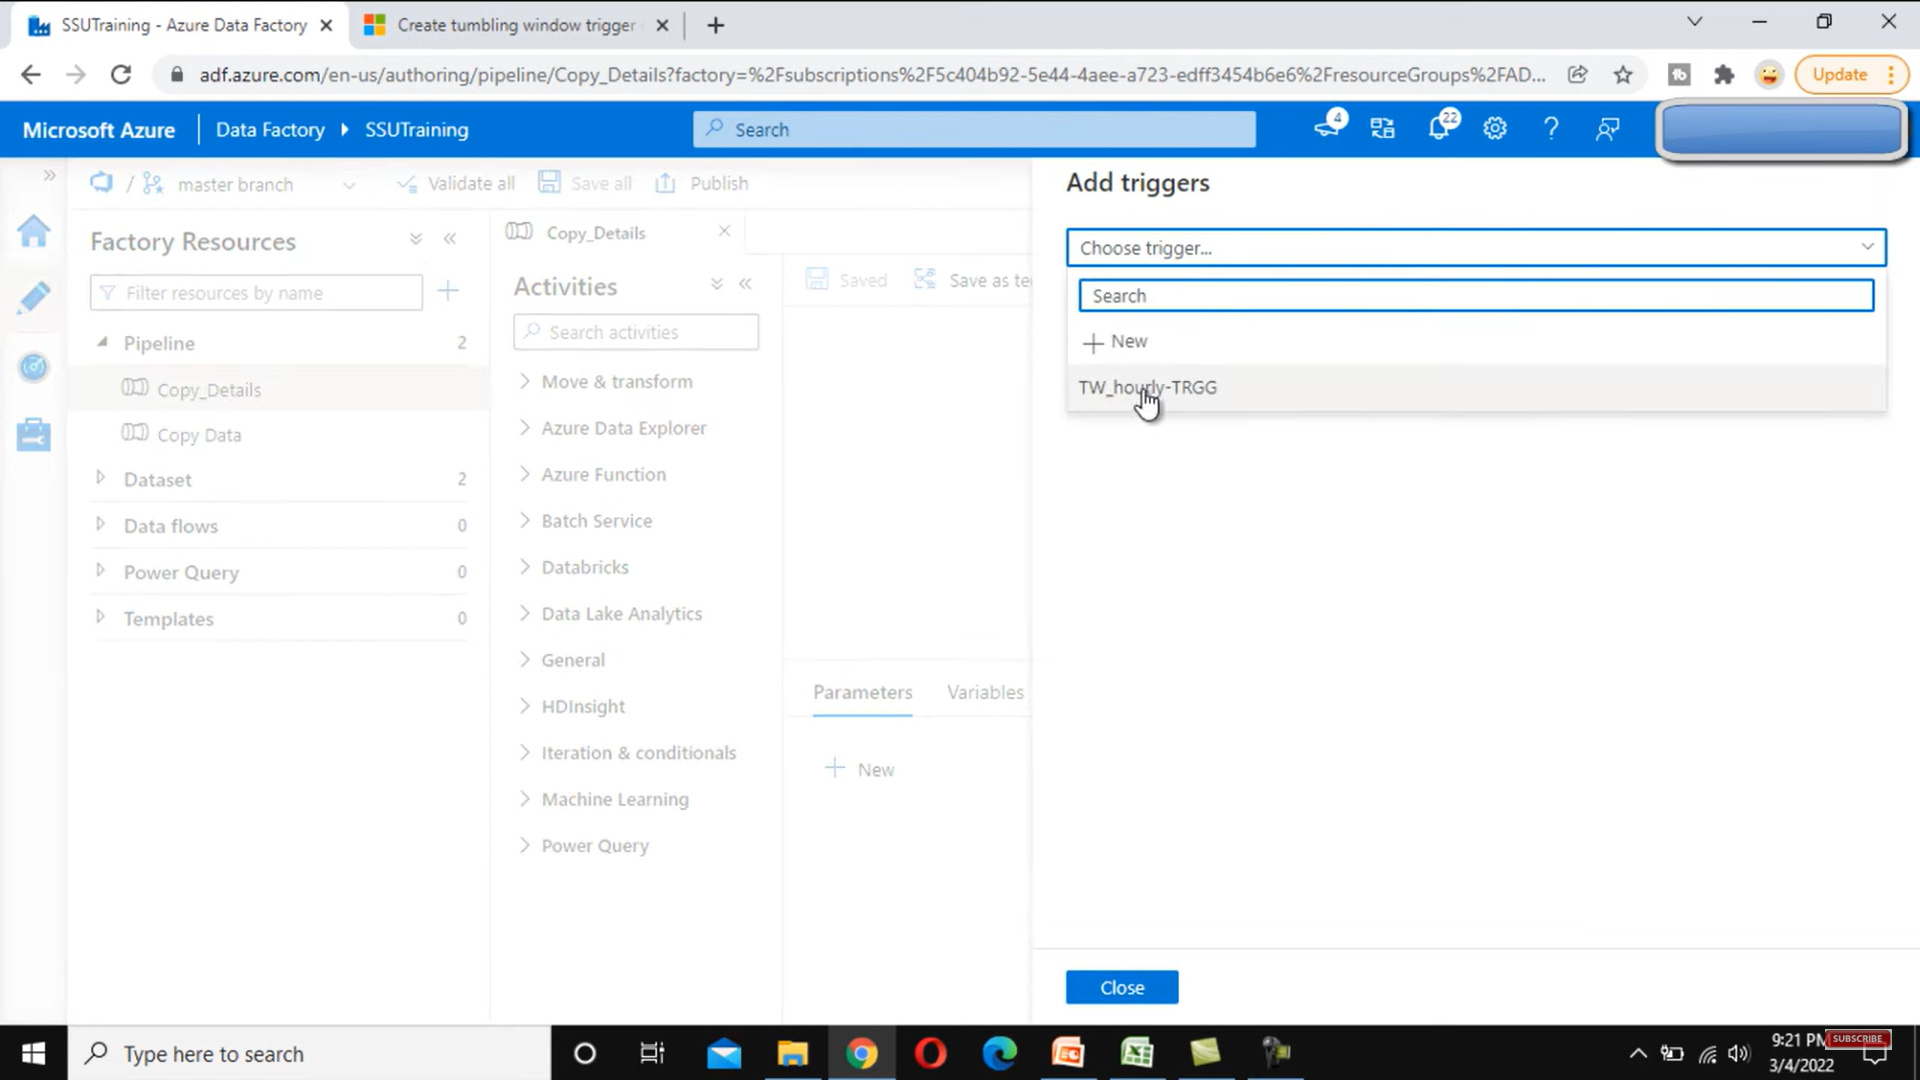 SSUTraining - Azure Data Factory
Create tumbling window trigger
adf.azure.com/en-us/authoring/pipeline/Copy_Details?factory=%2Fsubscriptions%2F5c404b92-5e44-4aee-a723-edff3454b6e6%2FresourceGroups%2FAD...
Update
Microsoft Azure
Data Factory
SSUTraining
Search
4
22
master branch
Validate all
Save all
Publish
Add triggers
Factory Resources
Copy_Details
Choose trigger...
Filter resources by name
Activities
Saved
Save as te
Search
Search activities
New
Pipeline 2
Copy_Details
Copy Data
Dataset 2
Data flows 0
Power Query 0
Templates 0
Move & transform
Azure Data Explorer
Azure Function
Batch Service
Databricks
Data Lake Analytics
General
HDInsight
Iteration & conditionals
Machine Learning
Power Query
TW_hourly-TRGG
Parameters
Variables
New
Close
Type here to search
9:21 PM
SUBSCRIBE
3/4/2022